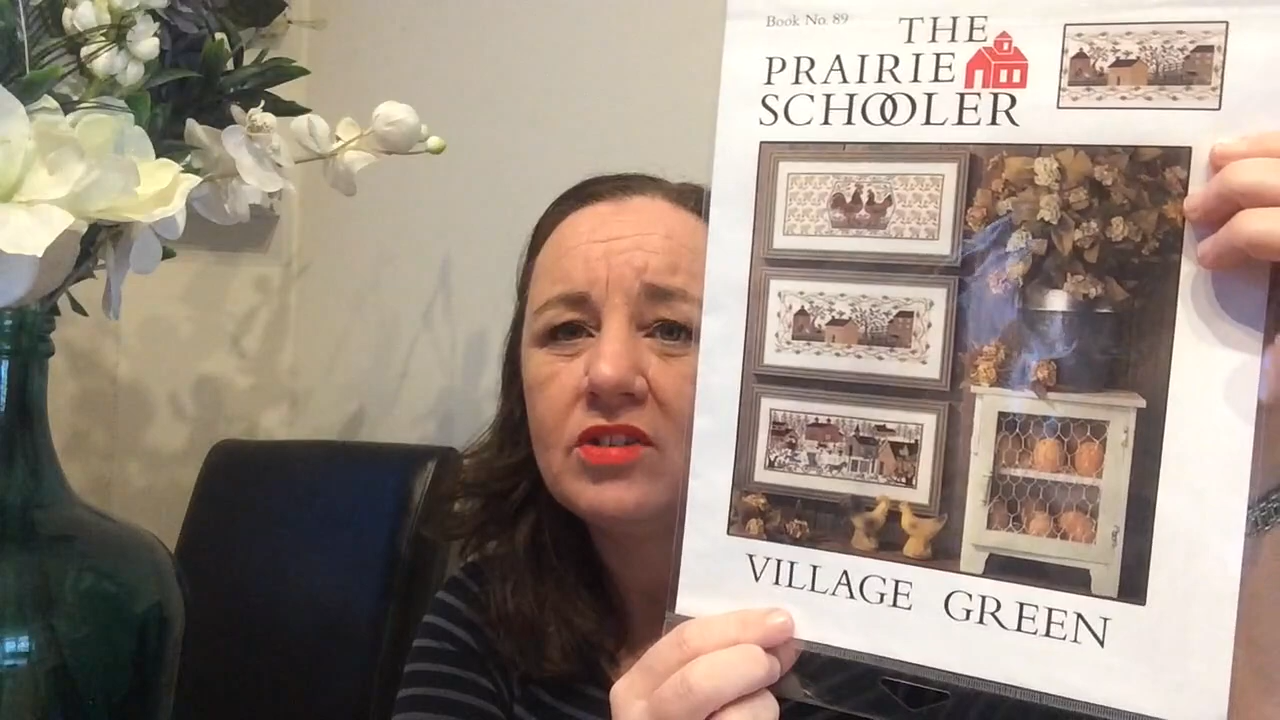 Book No. 89
THE
PRAIRIE
SCHOOLER
VILLAGE GREEN